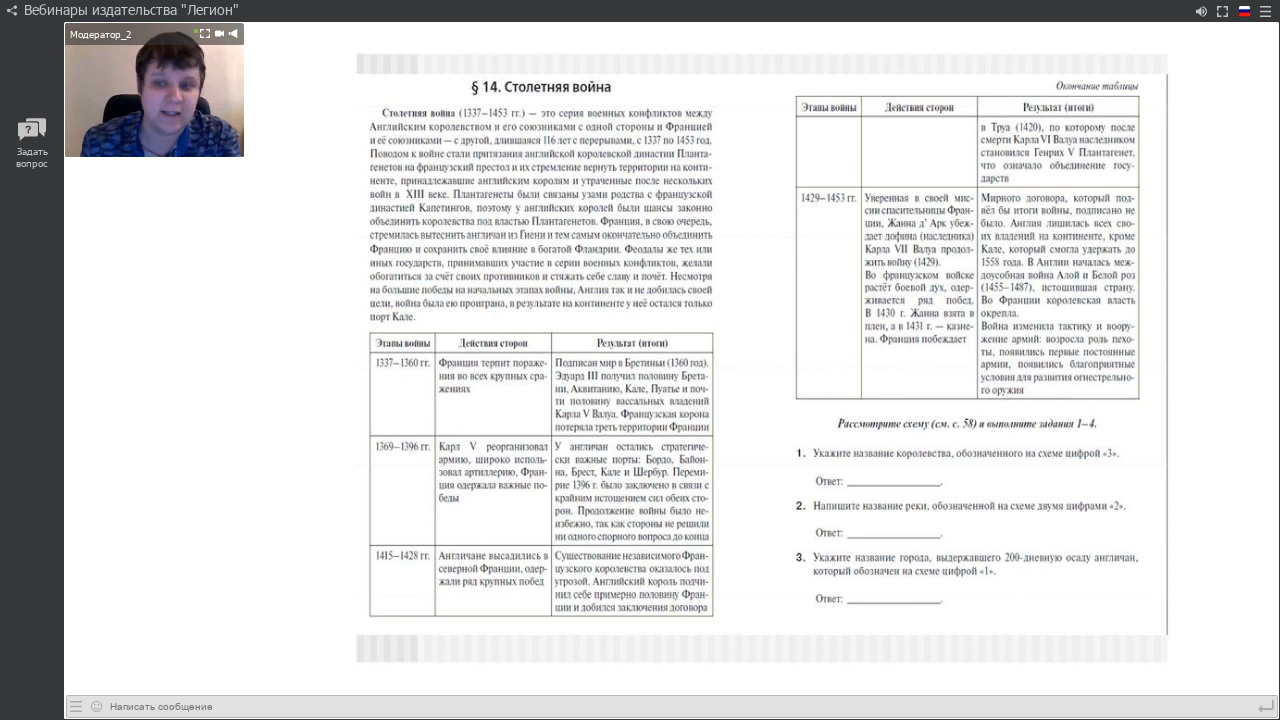 Вебинары издательства "Легион"
Модератор_2
Задать
вопрос
§ 14. Столетняя война
Столетняя война (1337–1453 гг.) — это серия военных конфликтов между
Английским королевством и его союзниками с одной стороны и Францией
и её союзниками — с другой, длившаяся 116 лет с перерывами, с 1337 по 1453 год.
Поводом к войне стали притязания английской королевской династии Планта-
генетов на французский престол и их стремление вернуть территории на конти-
ненте, принадлежавшие английским королям и утраченные после нескольких
войн в XIII веке. Плантагенеты были связаны узами родства с французской
династией Капетингов, поэтому у английских королей были шансы законно
объединить королевства под властью Плантагенетов. Франция, в свою очередь,
стремилась вытеснить англичан из Гиени и тем самым окончательно объединить
Францию и сохранить своё влияние в богатой Фландрии. Феодалы же тех или
иных государств, принимавших участие в серии военных конфликтов, желали
обогатиться за счёт своих противников и стяжать себе славу и почёт. Несмотря
на большие победы на начальных этапах войны, Англия так и не добилась своей
цели, война была ею проиграна, в результате на континенте у неё остался только
порт Кале.
Этапы войны Действия сторон Результат (итоги)
1337–1360 гг.
Франция терпит пораже-
ния во всех крупных сра-
жениях
Подписан мир в Бретиньи (1360 год).
Эдуард III получил половину Брета-
ни, Аквитанию, Кале, Пуатье и поч-
ти половину вассальных владений
Карла V Валуа. Французская корона
потеряла треть территории Франции
1369–1396 гг.
Карл V реорганизовал
армию, широко исполь-
зовал артиллерию, Фран-
ция одержала важные по-
беды
У англичан остались стратегиче-
ски важные порты: Бордо, Байон-
на, Брест, Кале и Шербур. Переми-
рие 1396 г. было заключено в связи с
крайним истощением сил обеих сто-
рон. Продолжение войны было не-
избежно, так как стороны не решили
ни одного спорного вопроса до конца
1415–1428 гг.
Англичане высадились в
северной Франции, одер-
жали ряд крупных побед
Существование независимого Фран-
цузского королевства оказалось под
угрозой. Английский король подчи-
нил себе примерно половину Фран-
ции и добился заключения договора
Окончание таблицы
Этапы войны Действия сторон Результат (итоги)
в Труа (1420), по которому после
смерти Карла VI Валуа наследником
становился Генрих V Плантагенет,
что означало объединение госу-
дарств
1429–1453 гг.
Уверенная в своей мис-
сии спасительницы Фран-
ции, Жанна д' Арк убеж-
дает дофина (наследника)
Карла VII Валуа продол-
жить войну (1429).
Во французском войске
растёт боевой дух, одер-
живается ряд побед.
В 1430 г. Жанна взята в
плен, а в 1431 г. — казне-
на. Франция побеждает
Мирного договора, который под-
вёл бы итоги войны, подписано не
было. Англия лишилась всех сво-
их владений на континенте, кроме
Кале, который смогла удержать до
1558 года. В Англии началась меж-
доусобная война Алой и Белой роз
(1455–1487), истощившая страну.
Во Франции королевская власть
окрепла.
Война изменила тактику и воору-
жение армий: возросла роль пехо-
ты, появились первые постоянные
армии, появились благоприятные
условия для развития огнестрельно-
го оружия
Рассмотрите схему (см. с. 58) и выполните задания 1–4.
1. Укажите название королевства, обозначенного на схеме цифрой «3».
Ответ: ____________________.
2. Напишите название реки, обозначенной на схеме двумя цифрами «2».
Ответ: ____________________.
3. Укажите название города, выдержавшего 200-дневную осаду англичан,
который обозначен на схеме цифрой «1».
Ответ: ____________________.
Написать сообщение